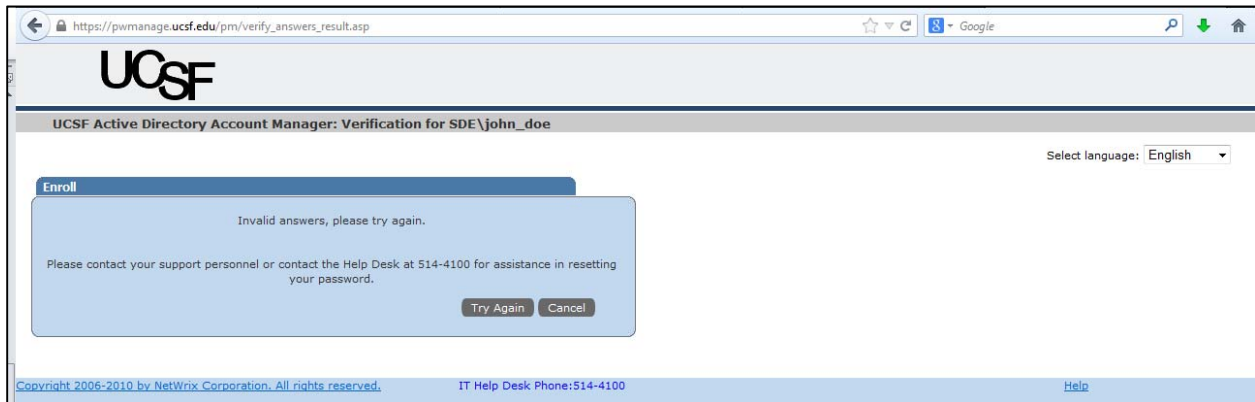 https://pwmanage.ucsf.edu/pm/verify_answers_result.asp
Google
UCSF
UCSF Active Directory Account Manager: Verification for SDE\john_doe
Select language: English
Enroll
Invalid answers, please try again.
Please contact your support personnel or contact the Help Desk at 514-4100 for assistance in resetting
your password.
Try Again Cancel
Copyright 2006-2010 by NetWrix Corporation. All rights reserved. IT Help Desk Phone:514-4100 Help